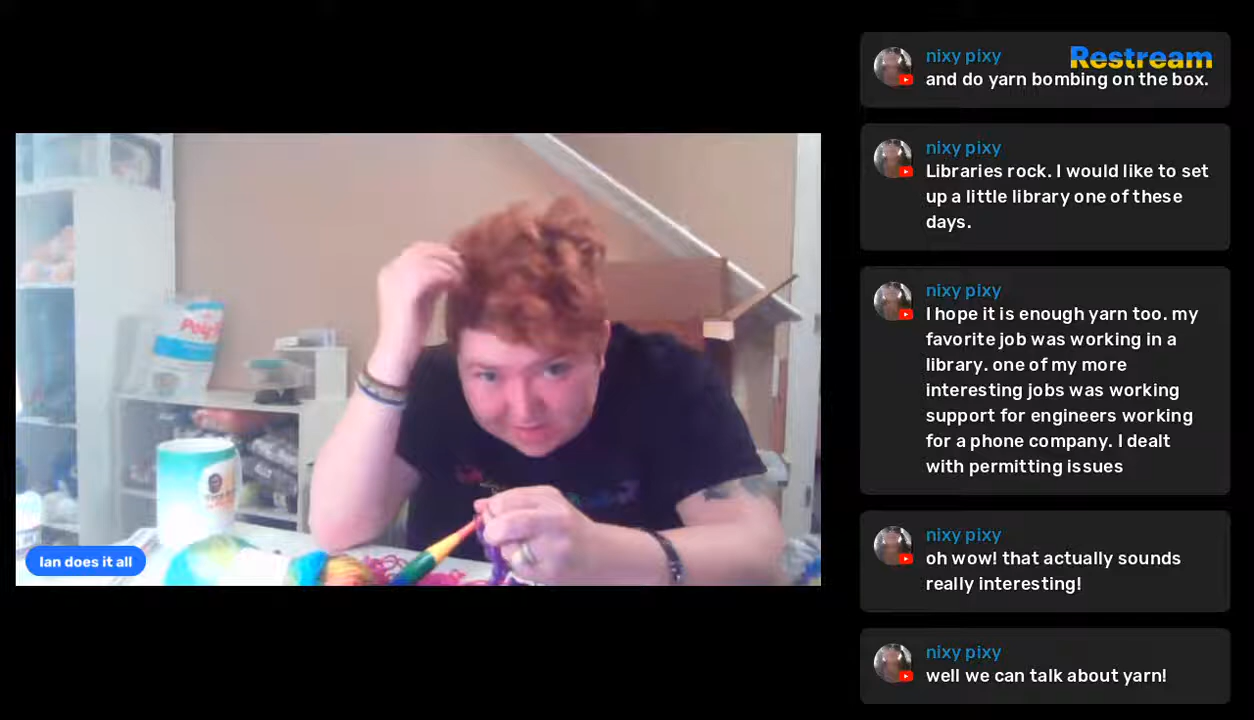 Restream
nixy pixy
and do yarn bombing on the box.
nixy pixy
Libraries rock. I would like to set
up a little library one of these
days.
nixy pixy
I hope it is enough yarn too. my
favorite job was working in a
library. one of my more
interesting jobs was working
support for engineers working
for a phone company. I dealt
with permitting issues
nixy pixy
oh wow! that actually sounds
really interesting!
nixy pixy
well we can talk about yarn!
Ian does it all